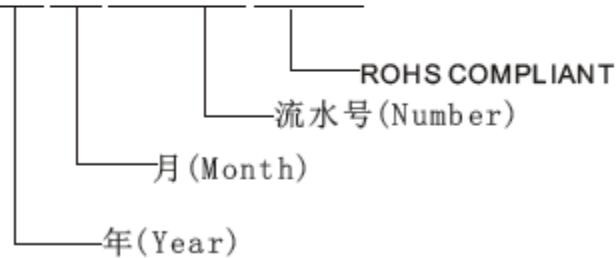 ROHS COMPLIANT
流水号(Number)
月(Month)
年(Year)